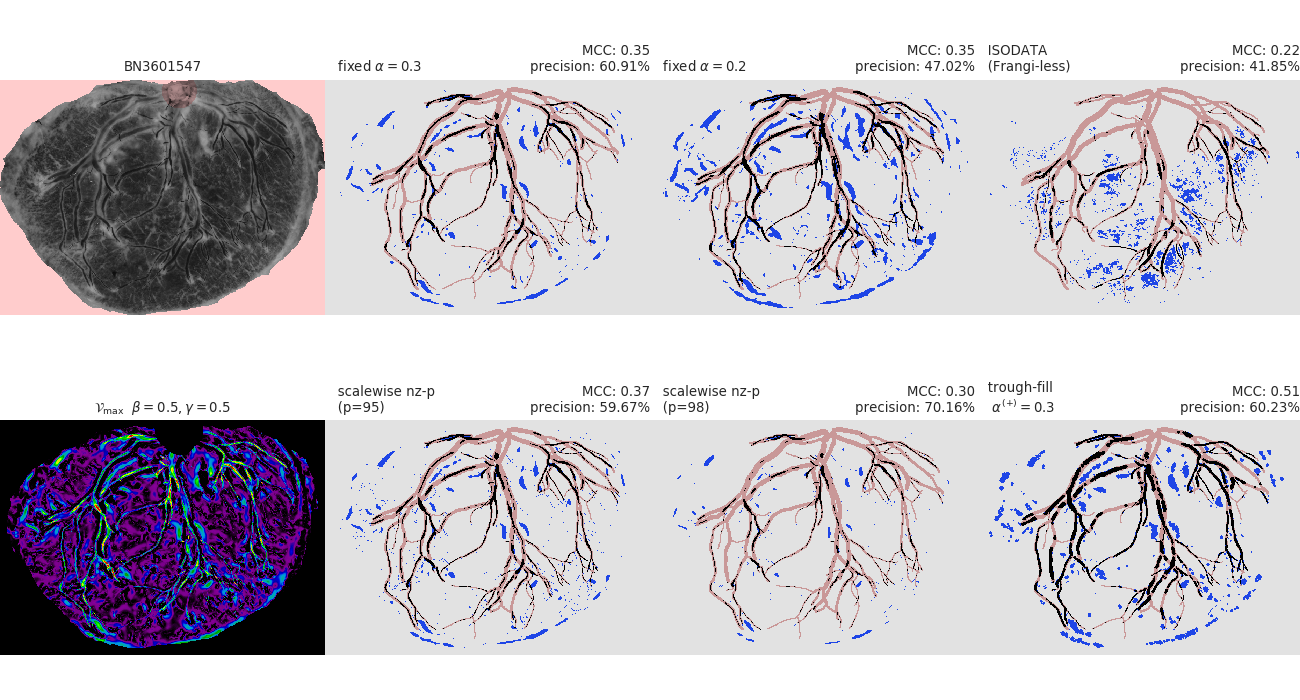 BN3601547
fixed α = 0.3
MCC: 0.35
precision: 60.91%
fixed α = 0.2
MCC: 0.35
precision: 47.02%
ISODATA
(Frangi-less)
MCC: 0.22
precision: 41.85%
𝒱max β = 0.5, γ = 0.5
scalewise nz-p
(p=95)
MCC: 0.37
precision: 59.67%
scalewise nz-p
(p=98)
MCC: 0.30
precision: 70.16%
trough-fill
α(+) = 0.3
MCC: 0.51
precision: 60.23%